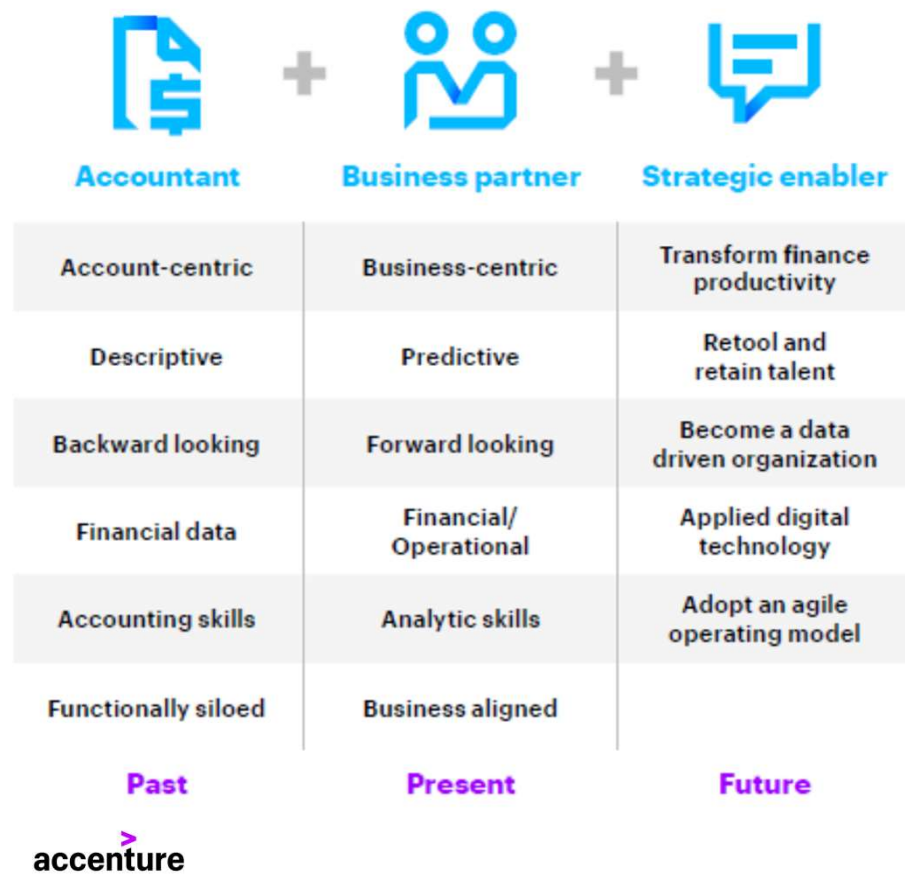 Accountant Business partner Strategic enabler
Account-centric Business-centric Transform finance
productivity
Descriptive Predictive Retool and
retain talent
Backward looking Forward looking Become a data
driven organization
Financial data Financial/
Operational Applied digital
technology
Accounting skills Analytic skills Adopt an agile
operating model
Functionally siloed Business aligned
Past Present Future
accenture